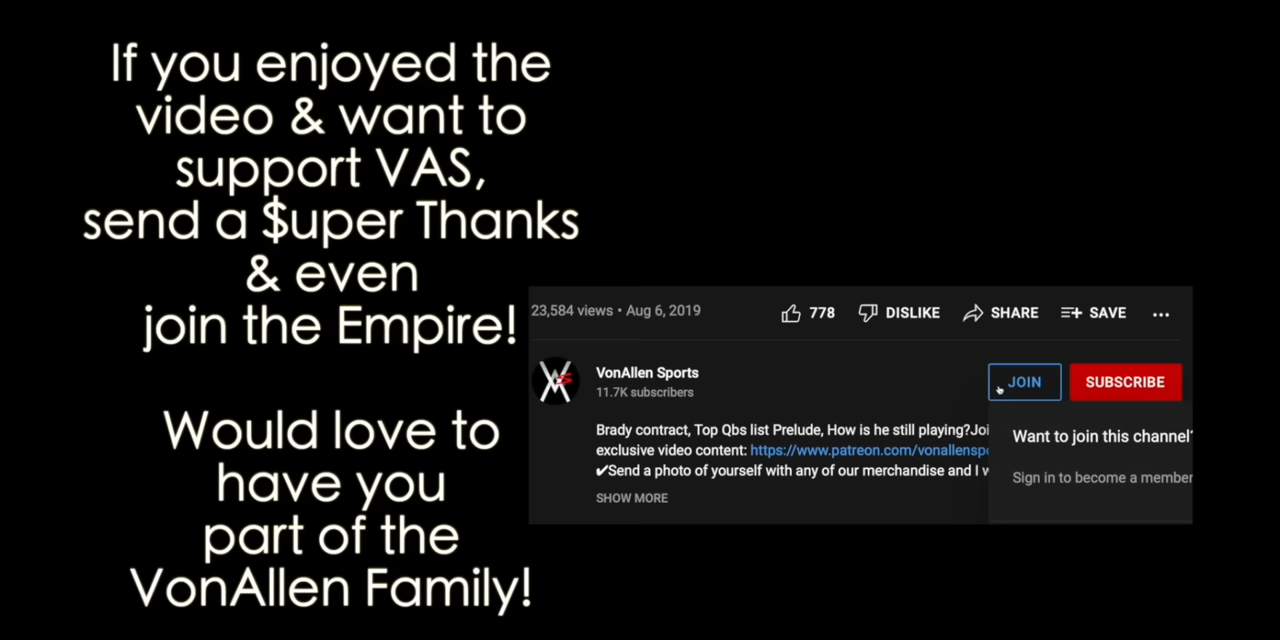 If you enjoyed the
video & want to
support VAS,
send a $uper Thanks
& even
join the Empire!
Would love to
have you
part of the
VonAllen Family!
23,584 views • Aug 6, 2019
778
DISLIKE
SHARE
SAVE
VonAllen Sports
11.7K subscribers
JOIN
SUBSCRIBE
Brady contract, Top Qbs list Prelude, How is he still playing?Joi
exclusive video content: https://www.patreon.com/vonallenspo
✔Send a photo of yourself with any of our merchandise and I w
SHOW MORE
Want to join this channel?
Sign in to become a member